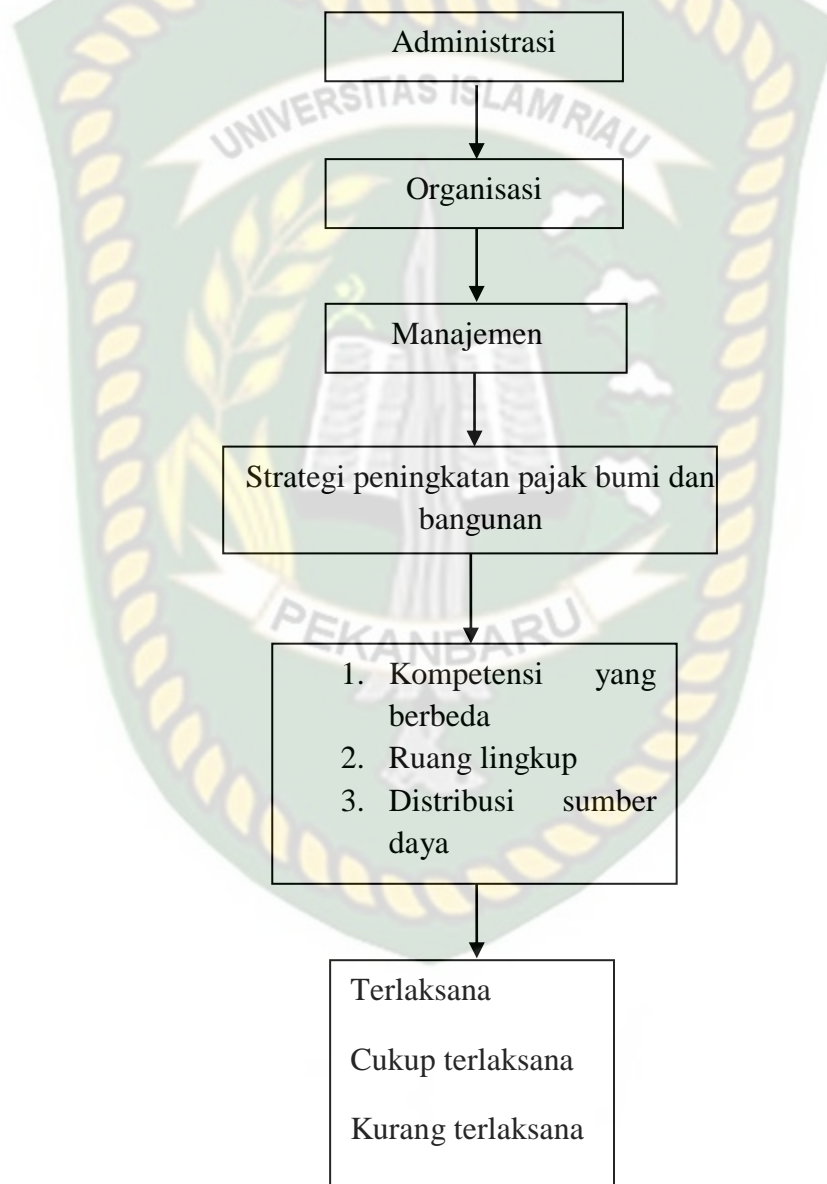 Administrasi
UNIVERSITAS ISLAM RIAU
Organisasi
Manajemen
Strategi peningkatan pajak bumi dan
bangunan
PEKANBARU
1. Kompetensi yang
berbeda
2. Ruang lingkup
3. Distribusi sumber
daya
Terlaksana
Cukup terlaksana
Kurang terlaksana